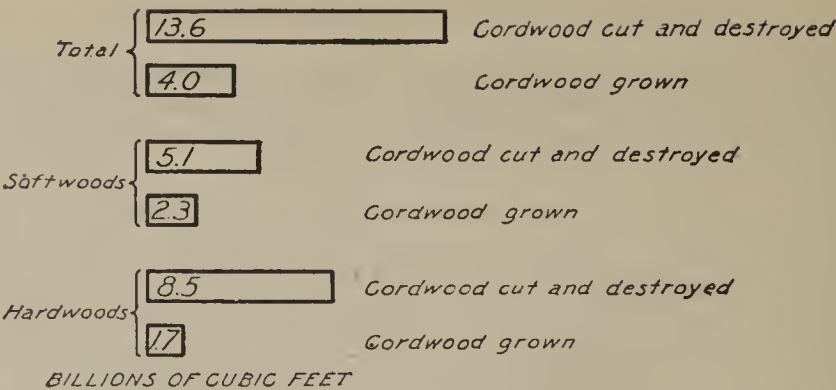 13.6 Cordwood cut and destroyed
Total
4.0 Cordwood grown
5.1 Cordwood cut and destroyed
Softwoods
2.3 Cordwood grown
8.5 Cordwood cut and destroyed
Hardwoods
1.7 Cordwood grown
BILLIONS OF CUBIC FEET